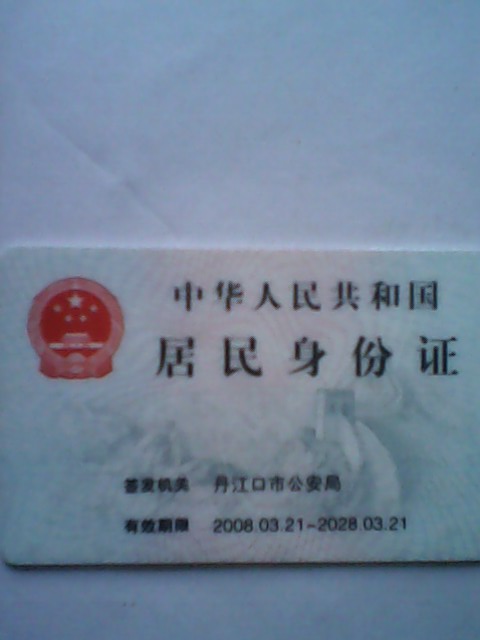 中华人民共和国
居民身份证
签发机关 丹江口市公安局
有效期限 2008.03.21-2028.03.21